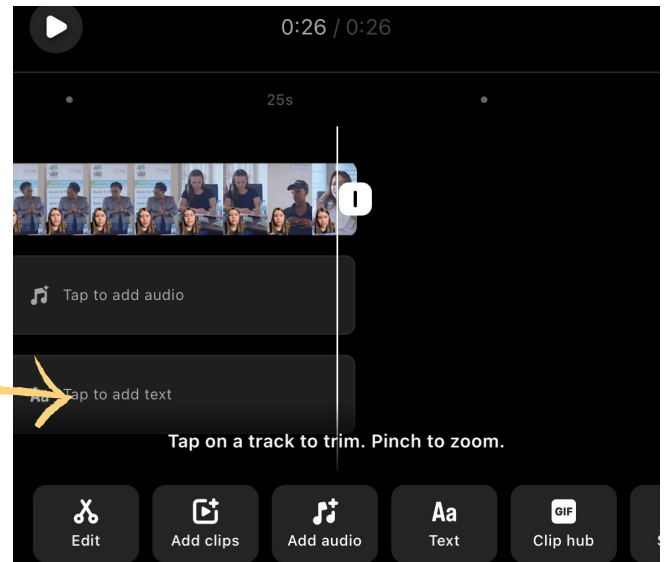 0:26 / 0:26
25s
Tap to add audio
Aa Tap to add text
Tap on a track to trim. Pinch to zoom.
Edit
Add clips
Add audio
Aa
Text
GIF
Clip hub